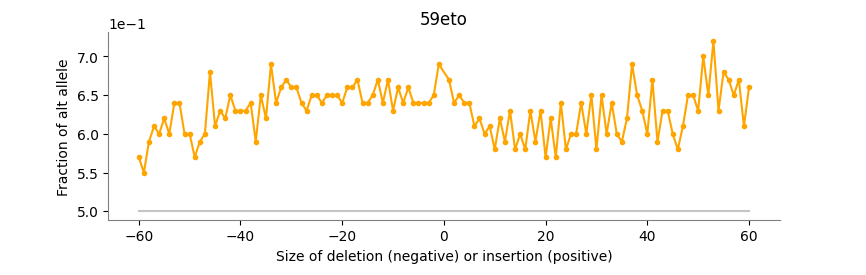 59eto
1e−1
7.0
6.5
6.0
5.5
5.0
Fraction of alt allele
−60 −40 −20 0 20 40 60
Size of deletion (negative) or insertion (positive)